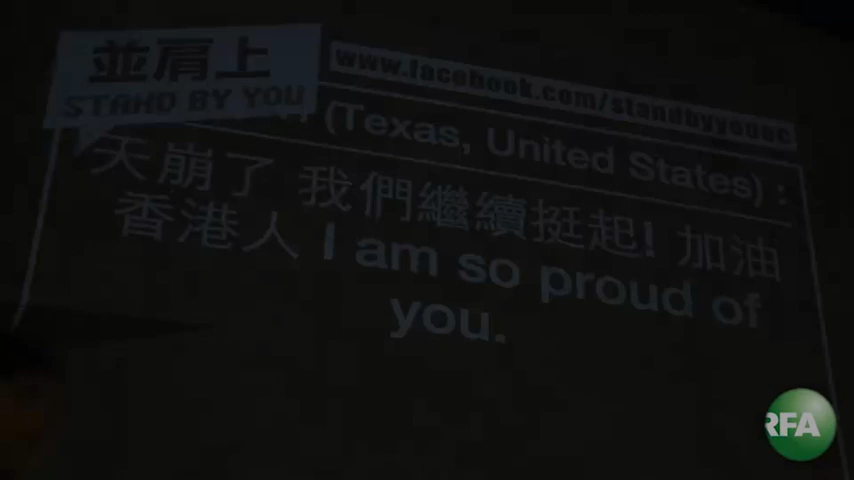 並肩上
STAND BY YOU
www.facebook.com/standbyyouac
(Texas, United States) :
天崩了 我們繼續挺起! 加油
香港人 I am so proud of
you.
RFA